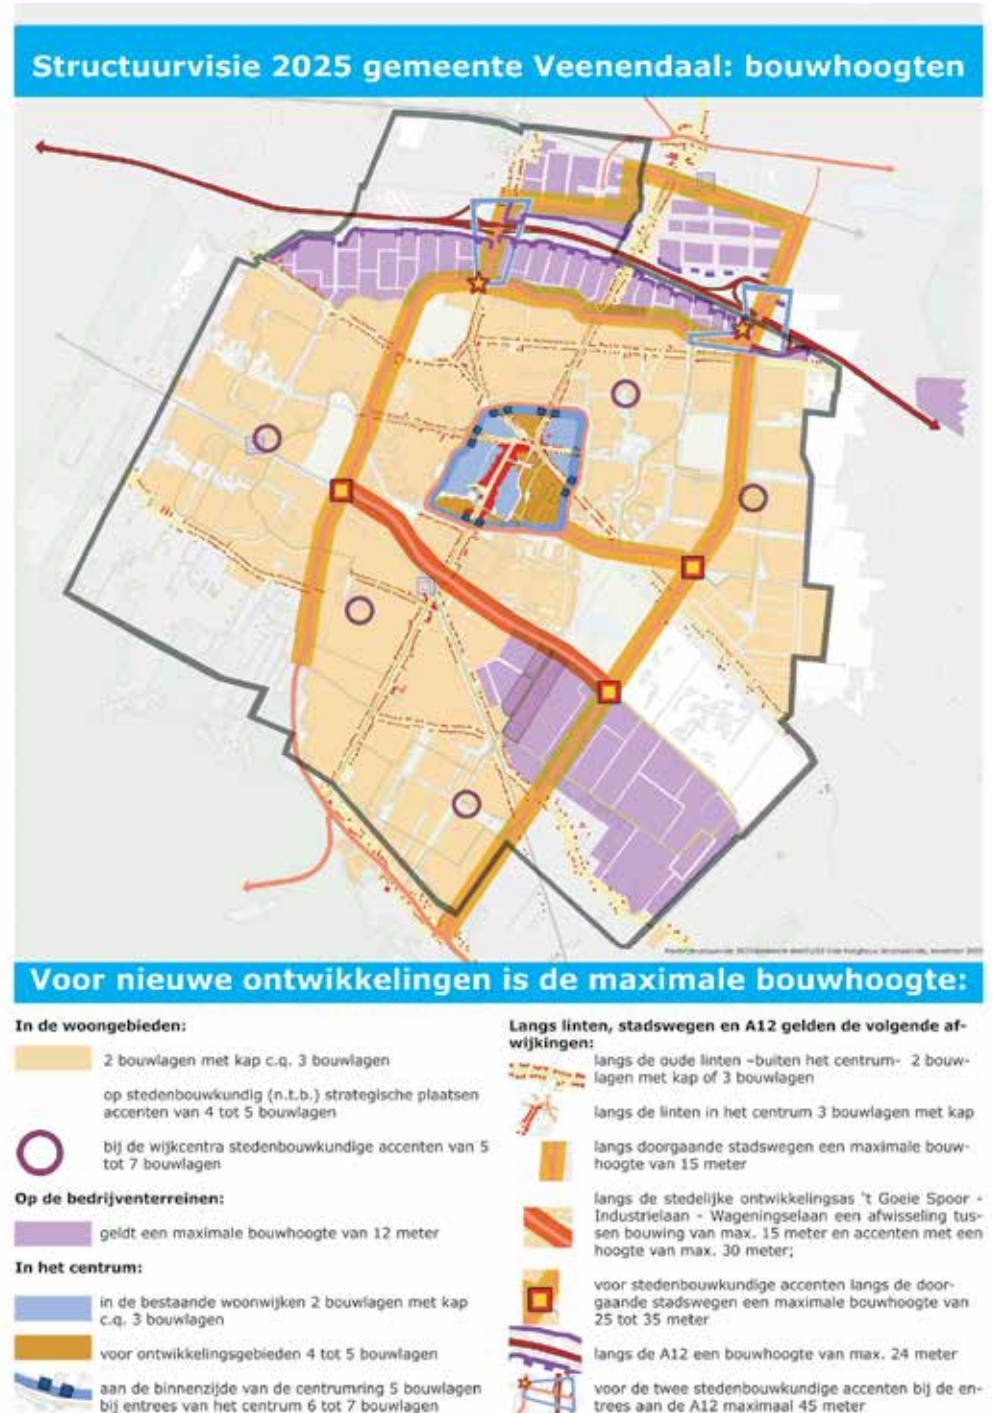 Structuurvisie 2025 gemeente Veenendaal: bouwhoogten
Voor nieuwe ontwikkelingen is de maximale bouwhoogte:
In de woongebieden:
2 bouwlagen met kap c.q. 3 bouwlagen
op stedenbouwkundig (n.t.b.) strategische plaatsen
accenten van 4 tot 5 bouwlagen
bij de wijkcentra stedenbouwkundige accenten van 5
tot 7 bouwlagen
Op de bedrijventerreinen:
geldt een maximale bouwhoogte van 12 meter
In het centrum:
in de bestaande woonwijken 2 bouwlagen met kap
c.q. 3 bouwlagen
voor ontwikkelingsgebieden 4 tot 5 bouwlagen
aan de binnenzijde van de centrumring 5 bouwlagen
bij entrees van het centrum 6 tot 7 bouwlagen
Langs linten, stadswegen en A12 gelden de volgende af-
wijkingen:
langs de oude linten -buiten het centrum- 2 bouw-
lagen met kap of 3 bouwlagen
langs de linten in het centrum 3 bouwlagen met kap
langs doorgaande stadswegen een maximale bouw-
hoogte van 15 meter
langs de stedelijke ontwikkelingsas 't Goeie Spoor -
Industrielaan - Wageningselaan een afwisseling tus-
sen bouwing van max. 15 meter en accenten met een
hoogte van max. 30 meter;
voor stedenbouwkundige accenten langs de door-
gaande stadswegen een maximale bouwhoogte van
25 tot 35 meter
langs de A12 een bouwhoogte van max. 24 meter
voor de twee stedenbouwkundige accenten bij de en-
trees aan de A12 maximaal 45 meter